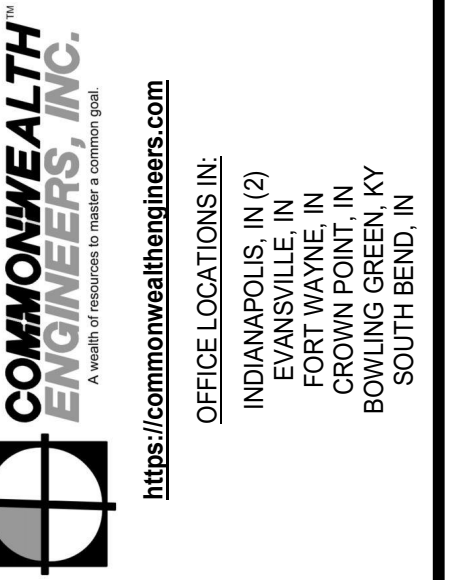 COMMONWEALTH™
ENGINEERS, INC.
A wealth of resources to master a common goal.
https://commonwealthengineers.com
OFFICE LOCATIONS IN:
INDIANAPOLIS, IN (2)
EVANSVILLE, IN
FORT WAYNE, IN
CROWN POINT, IN
BOWLING GREEN, KY
SOUTH BEND, IN